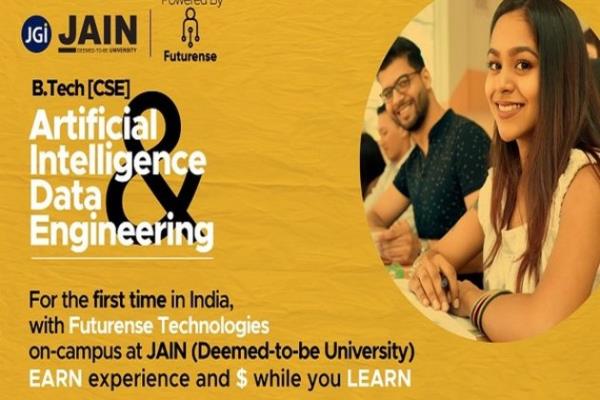 JGi JAIN
DEEMED-TO-BE UNIVERSITY
Powered By
Futurense
B.Tech [CSE]
Artificial
Intelligence
&
Data
Engineering
For the first time in India,
with Futurense Technologies
on-campus at JAIN (Deemed-to-be University)
EARN experience and $ while you LEARN